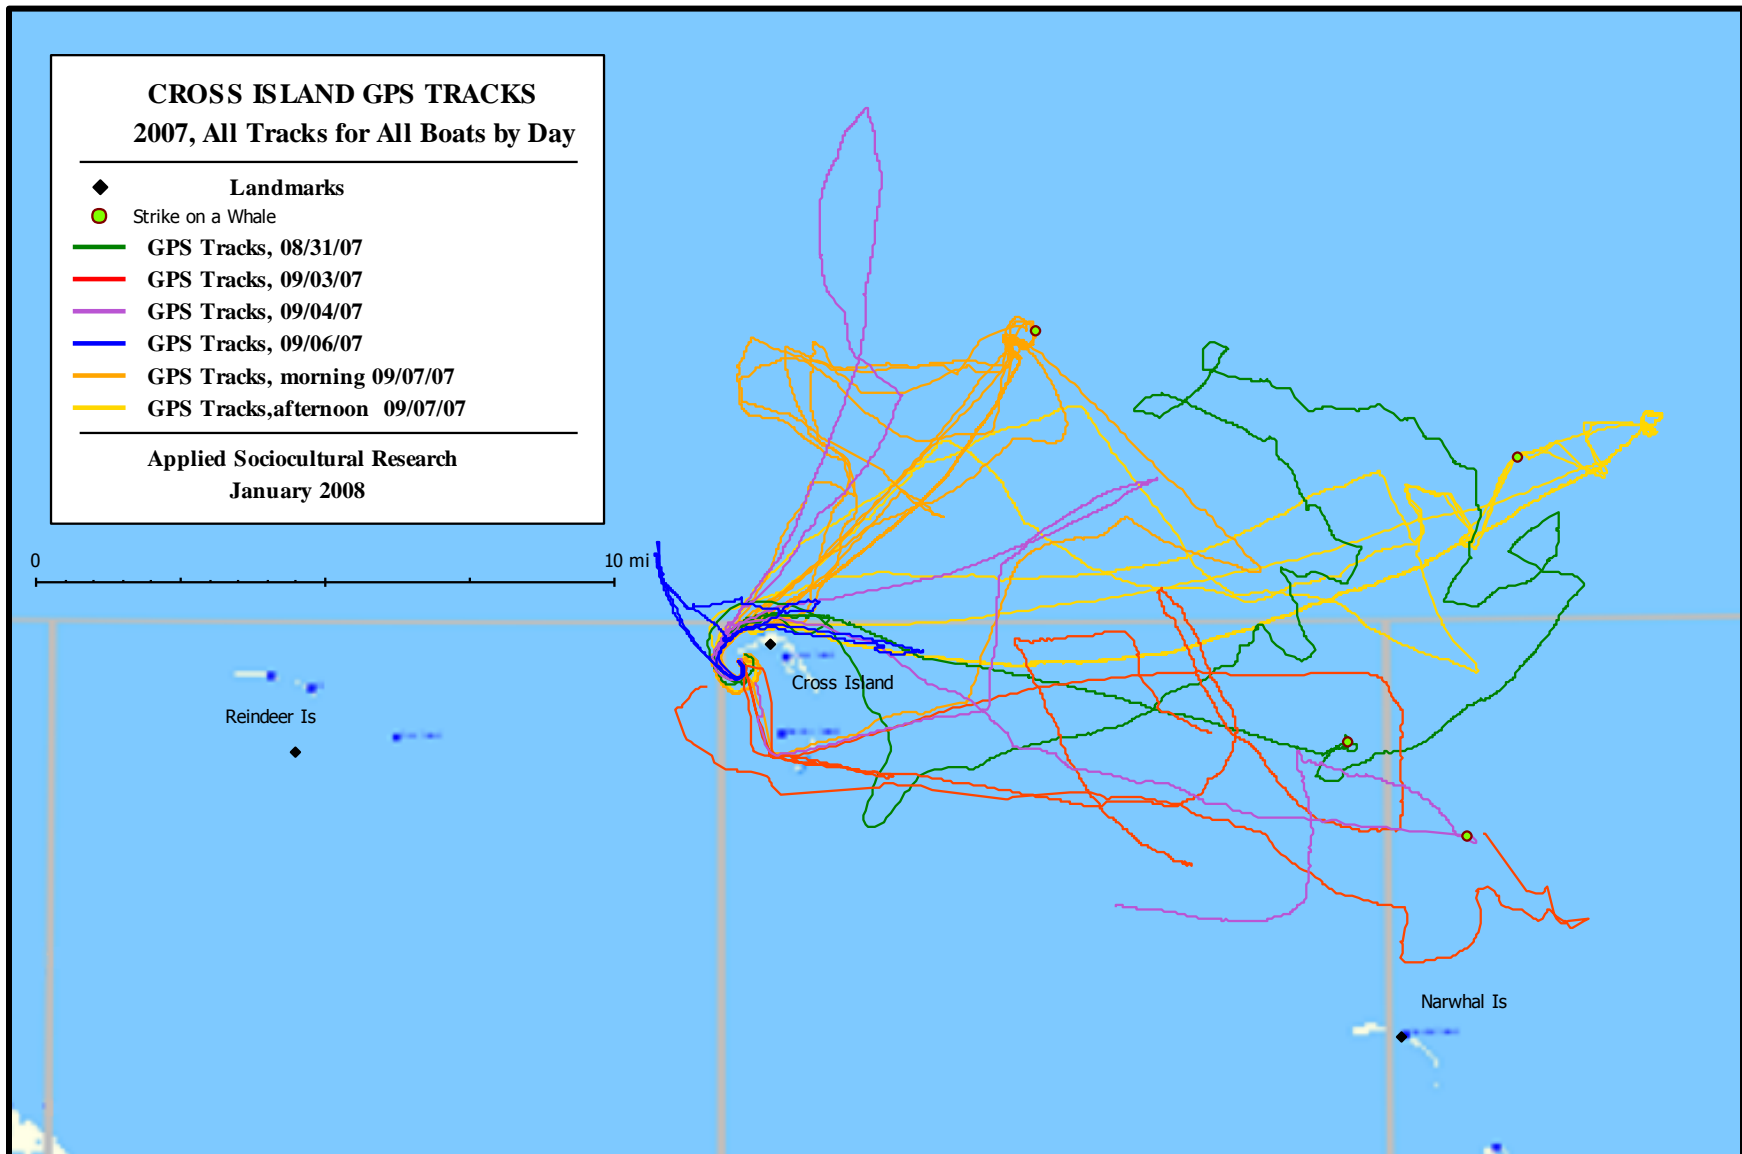 CROSS ISLAND GPS TRACKS
2007, All Tracks for All Boats by Day
Landmarks
Strike on a Whale
GPS Tracks, 08/31/07
GPS Tracks, 09/03/07
GPS Tracks, 09/04/07
GPS Tracks, 09/06/07
GPS Tracks, morning 09/07/07
GPS Tracks,afternoon 09/07/07
Applied Sociocultural Research
January 2008
0 10 mi
Cross Island
Reindeer Is
Narwhal Is